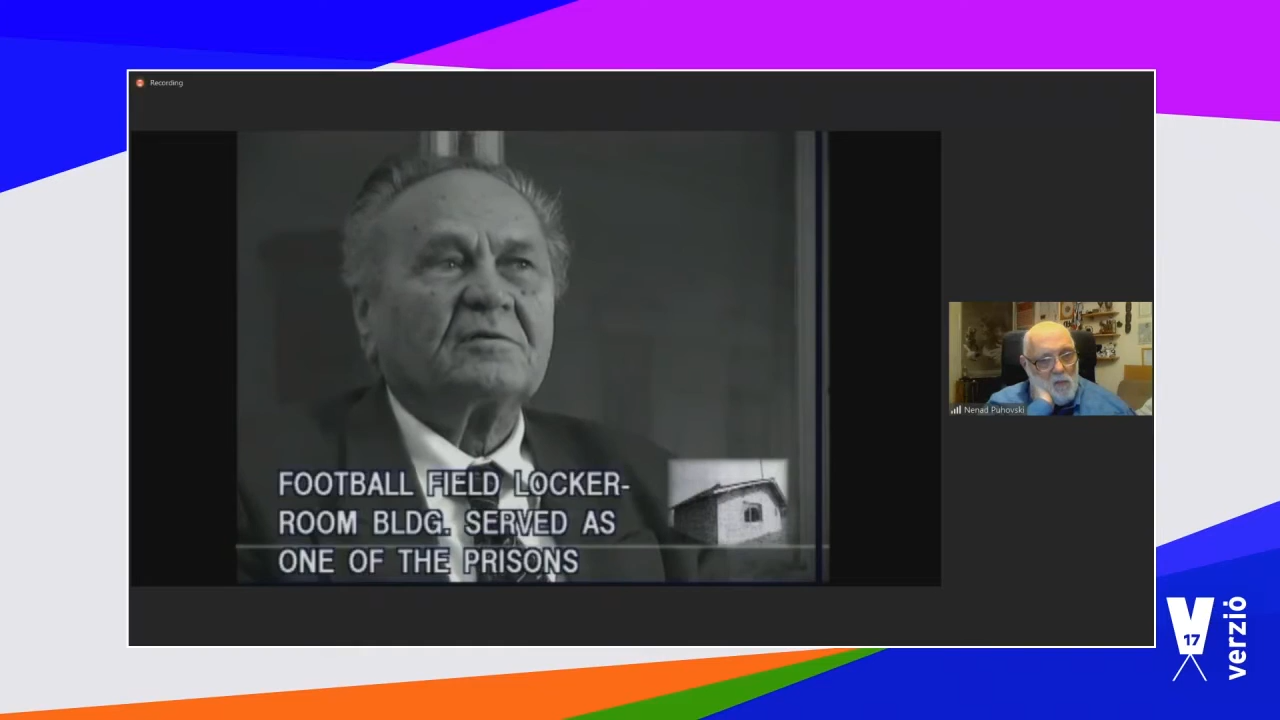 Recording
FOOTBALL FIELD LOCKER-
ROOM BLDG. SERVED AS
ONE OF THE PRISONS
Nenad Puhovski
17
verzió